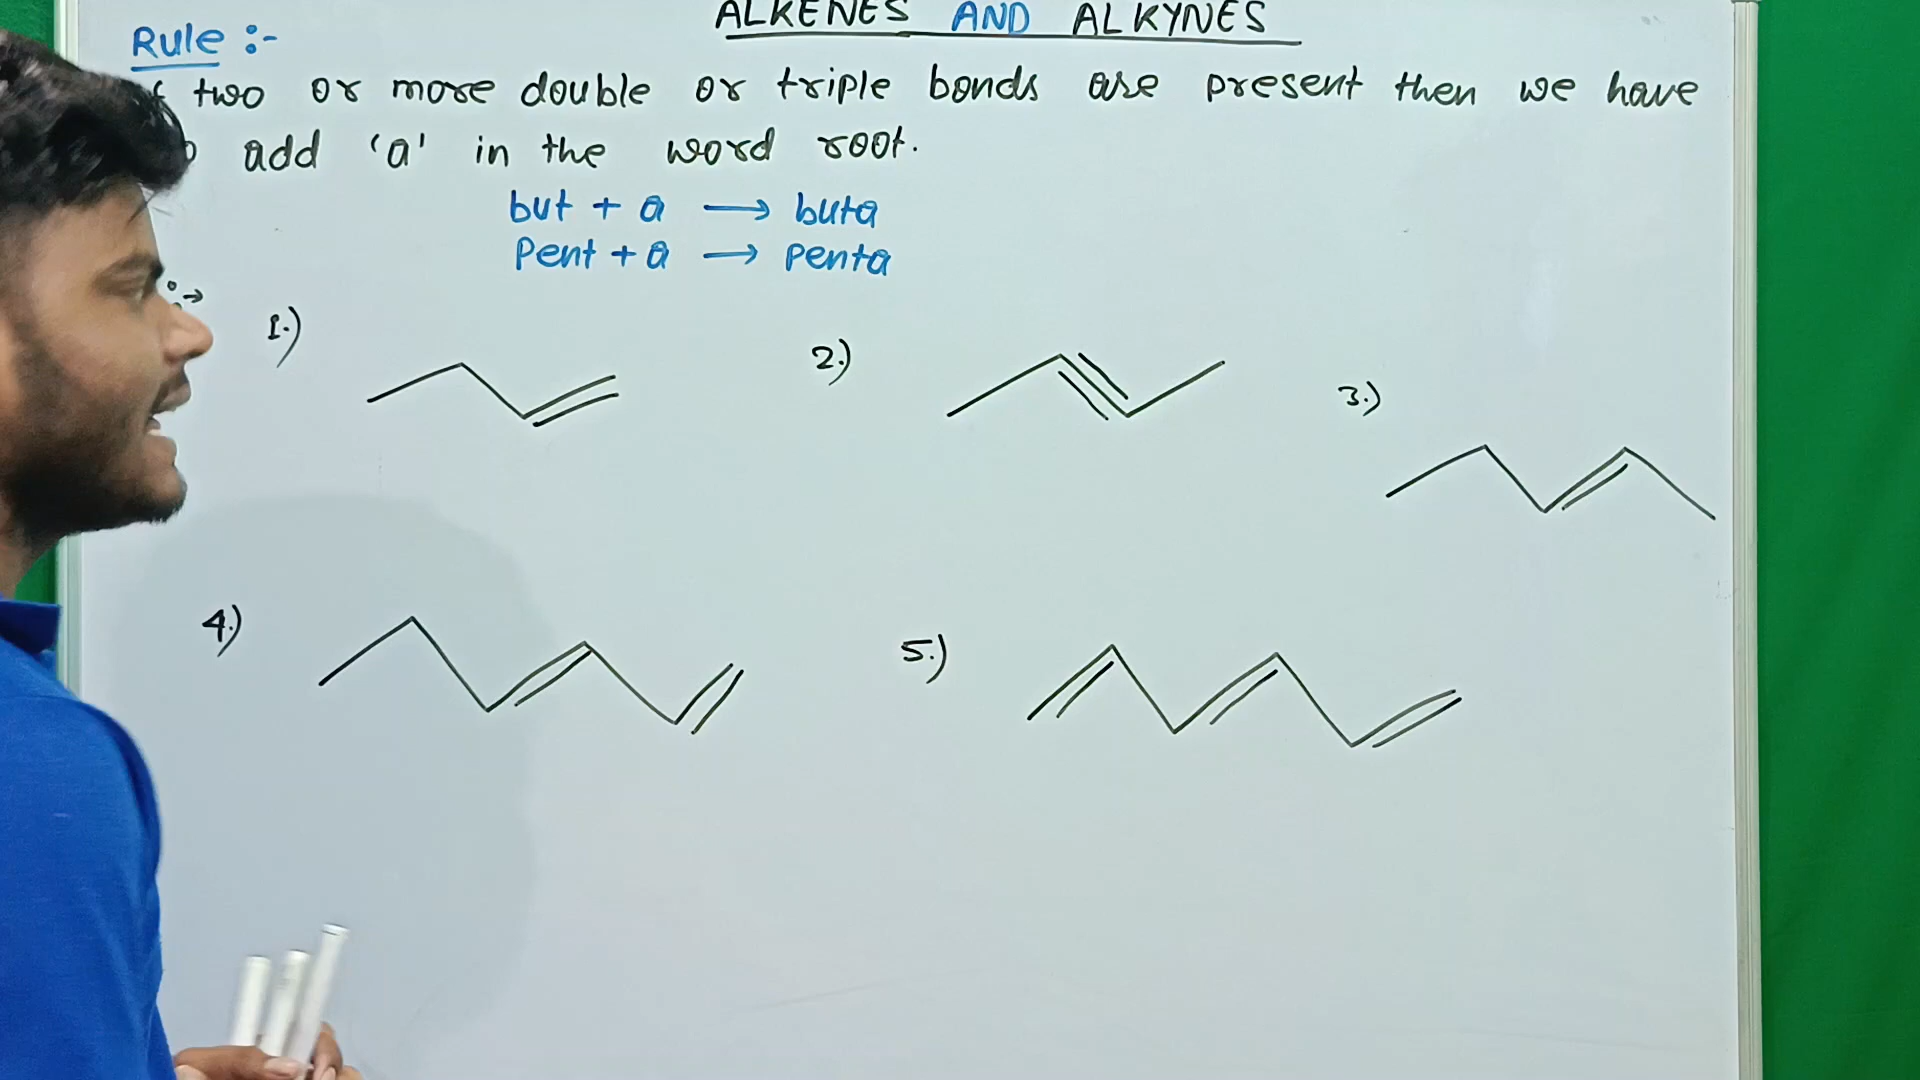 ALKENES AND ALKYNES
Rule :-
two or more double or triple bonds are present then we have
add 'a' in the word root.
but + a → buta
Pent + a → Penta
1.)
2.)
3.)
4.)
5.)